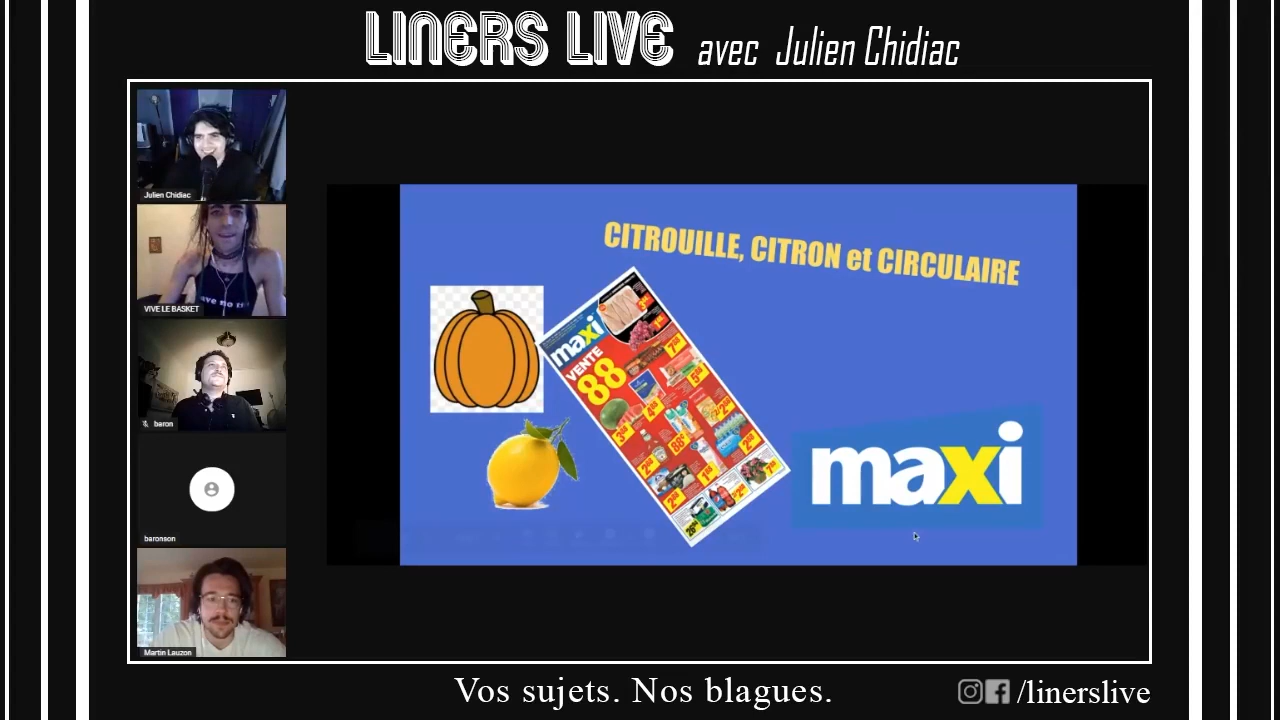 LINERS LIVE avec Julien Chidiac
Julien Chidiac
VIVE LE BASKET
baron
baronson
Martin Lauzon
CITROUILLE, CITRON et CIRCULAIRE
maxi
VENTE
88
maxi
Vos sujets. Nos blagues.
/linerslive